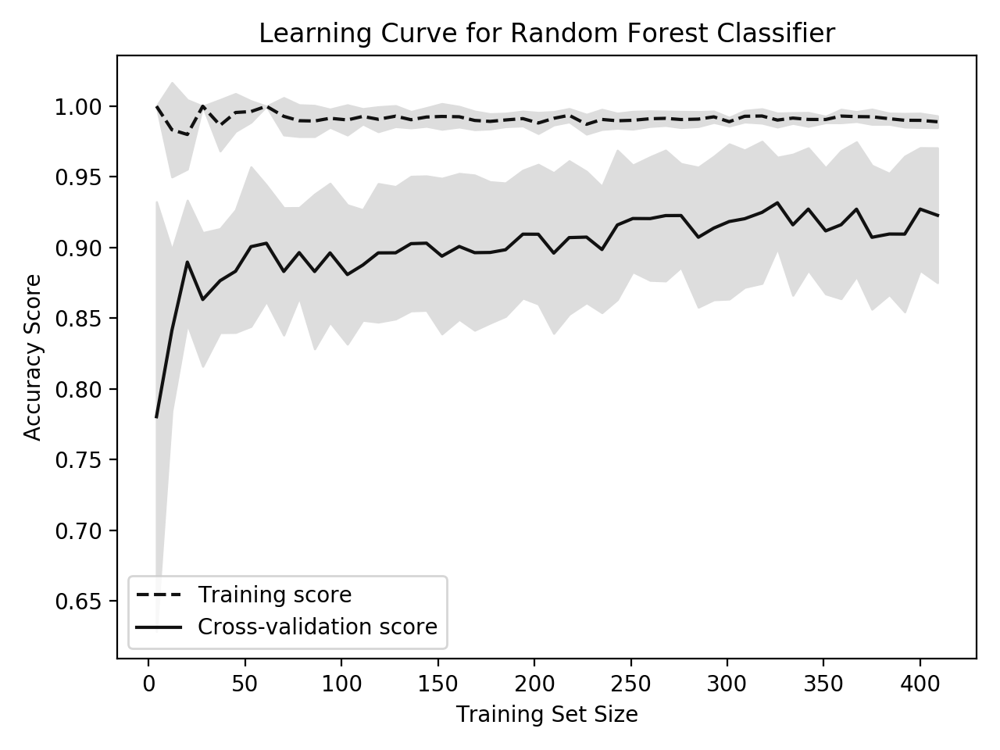 Learning Curve for Random Forest Classifier
1.00
0.95
0.90
0.85
0.80
0.75
0.70
0.65
Accuracy Score
Training score
Cross-validation score
0 50 100 150 200 250 300 350 400
Training Set Size